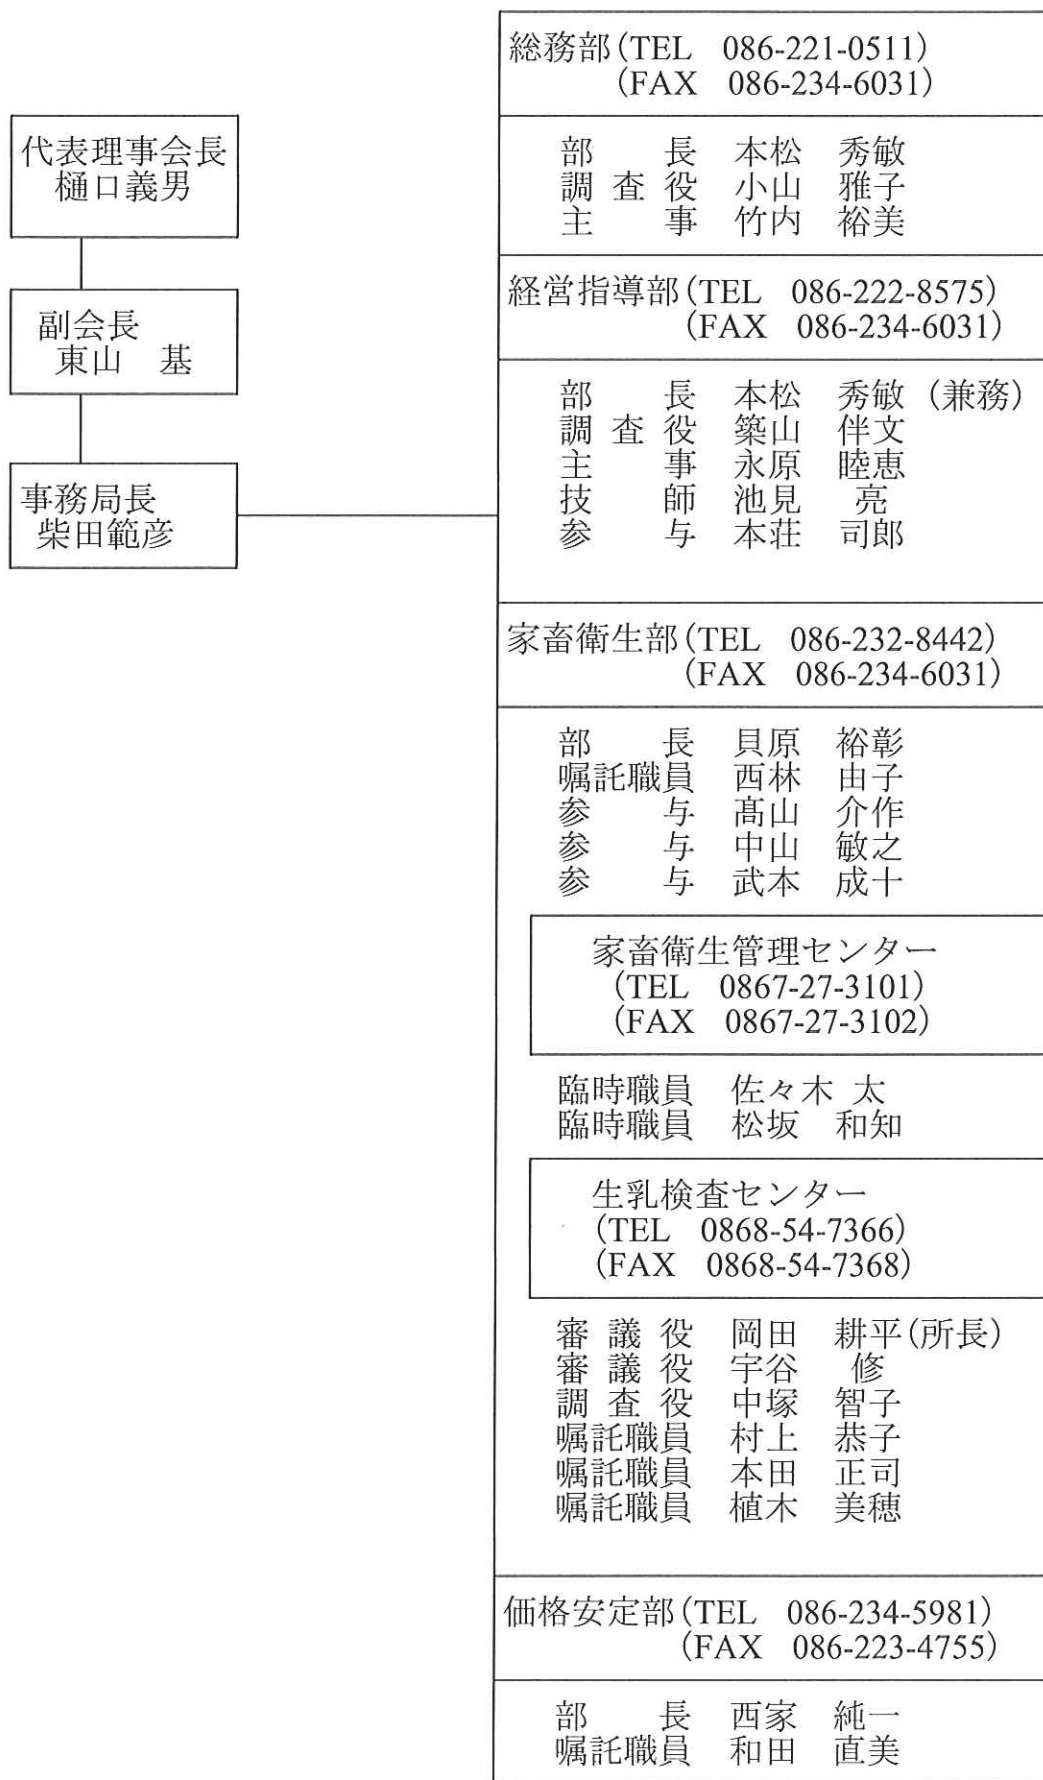 代表理事会長
樋口義男
副会長
東山　基
事務局長
柴田範彦
総務部(TEL　086-221-0511)
(FAX　086-234-6031)
部　　長　本松　秀敏
調 査 役　小山　雅子
主　　事　竹内　裕美
経営指導部(TEL　086-222-8575)
(FAX　086-234-6031)
部　　長　本松　秀敏（兼務）
調 査 役　築山　伴文
主　　事　永原　睦恵
技　　師　池見　亮
参　　与　本荘　司郎
家畜衛生部(TEL　086-232-8442)
(FAX　086-234-6031)
部　　長　貝原　裕彰
嘱託職員　西林　由子
参　　与　髙山　介作
参　　与　中山　敏之
参　　与　武本　成十
家畜衛生管理センター
(TEL　0867-27-3101)
(FAX　0867-27-3102)
臨時職員　佐々木 太
臨時職員　松坂　和知
生乳検査センター
(TEL　0868-54-7366)
(FAX　0868-54-7368)
審 議 役　岡田　耕平(所長)
審 議 役　宇谷　修
調 査 役　中塚　智子
嘱託職員　村上　恭子
嘱託職員　本田　正司
嘱託職員　植木　美穂
価格安定部(TEL　086-234-5981)
(FAX　086-223-4755)
部　　長　西家　純一
嘱託職員　和田　直美